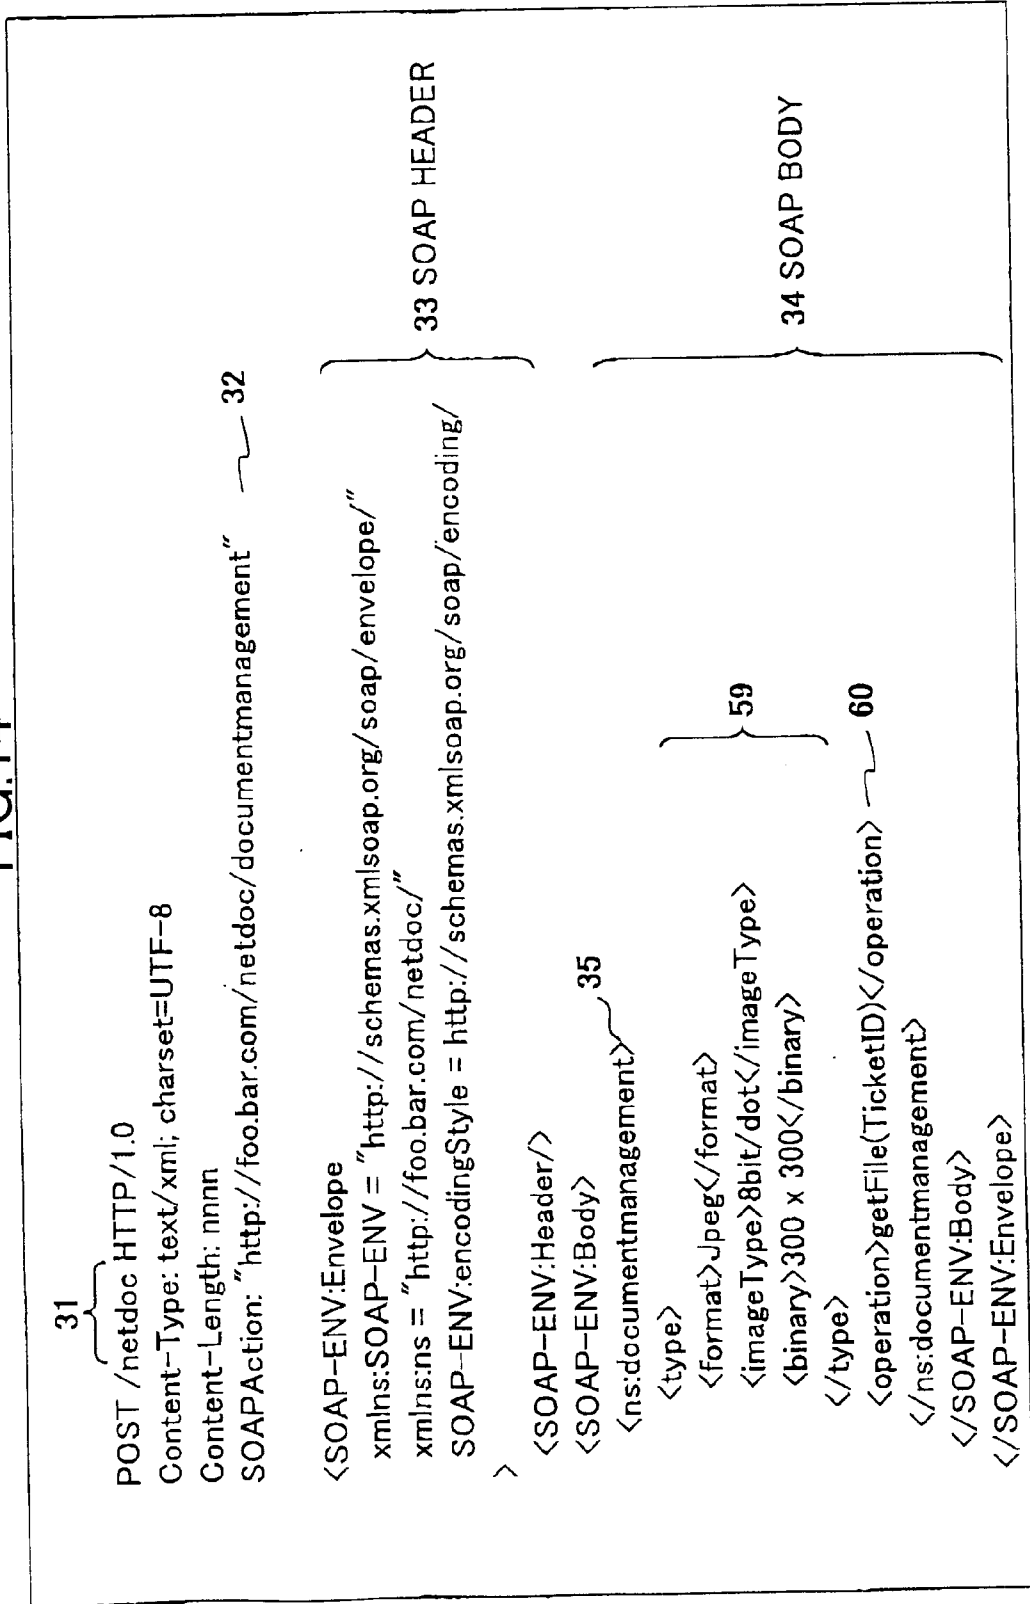 31
POST /netdoc HTTP/1.0
Content-Type: text/xml; charset=UTF-8
Content-Length: nnnn
SOAPAction: "http://foo.bar.com/netdoc/documentmanagement" 32
<SOAP-ENV:Envelope
xmlns:SOAP-ENV = "http://schemas.xmlsoap.org/soap/envelope/"
xmlns:ns = "http://foo.bar.com/netdoc/"
SOAP-ENV:encodingStyle = http://schemas.xmlsoap.org/soap/encoding/
>
33 SOAP HEADER
<SOAP-ENV:Header/>
<SOAP-ENV:Body>
<ns:documentmanagement> 35
<type>
<format>Jpeg</format>
<imageType>8bit/dot</imageType>
<binary>300 x 300</binary>
</type>
59
<operation>getFile(TicketID)</operation> 60
</ns:documentmanagement>
</SOAP-ENV:Body>
</SOAP-ENV:Envelope>
34 SOAP BODY